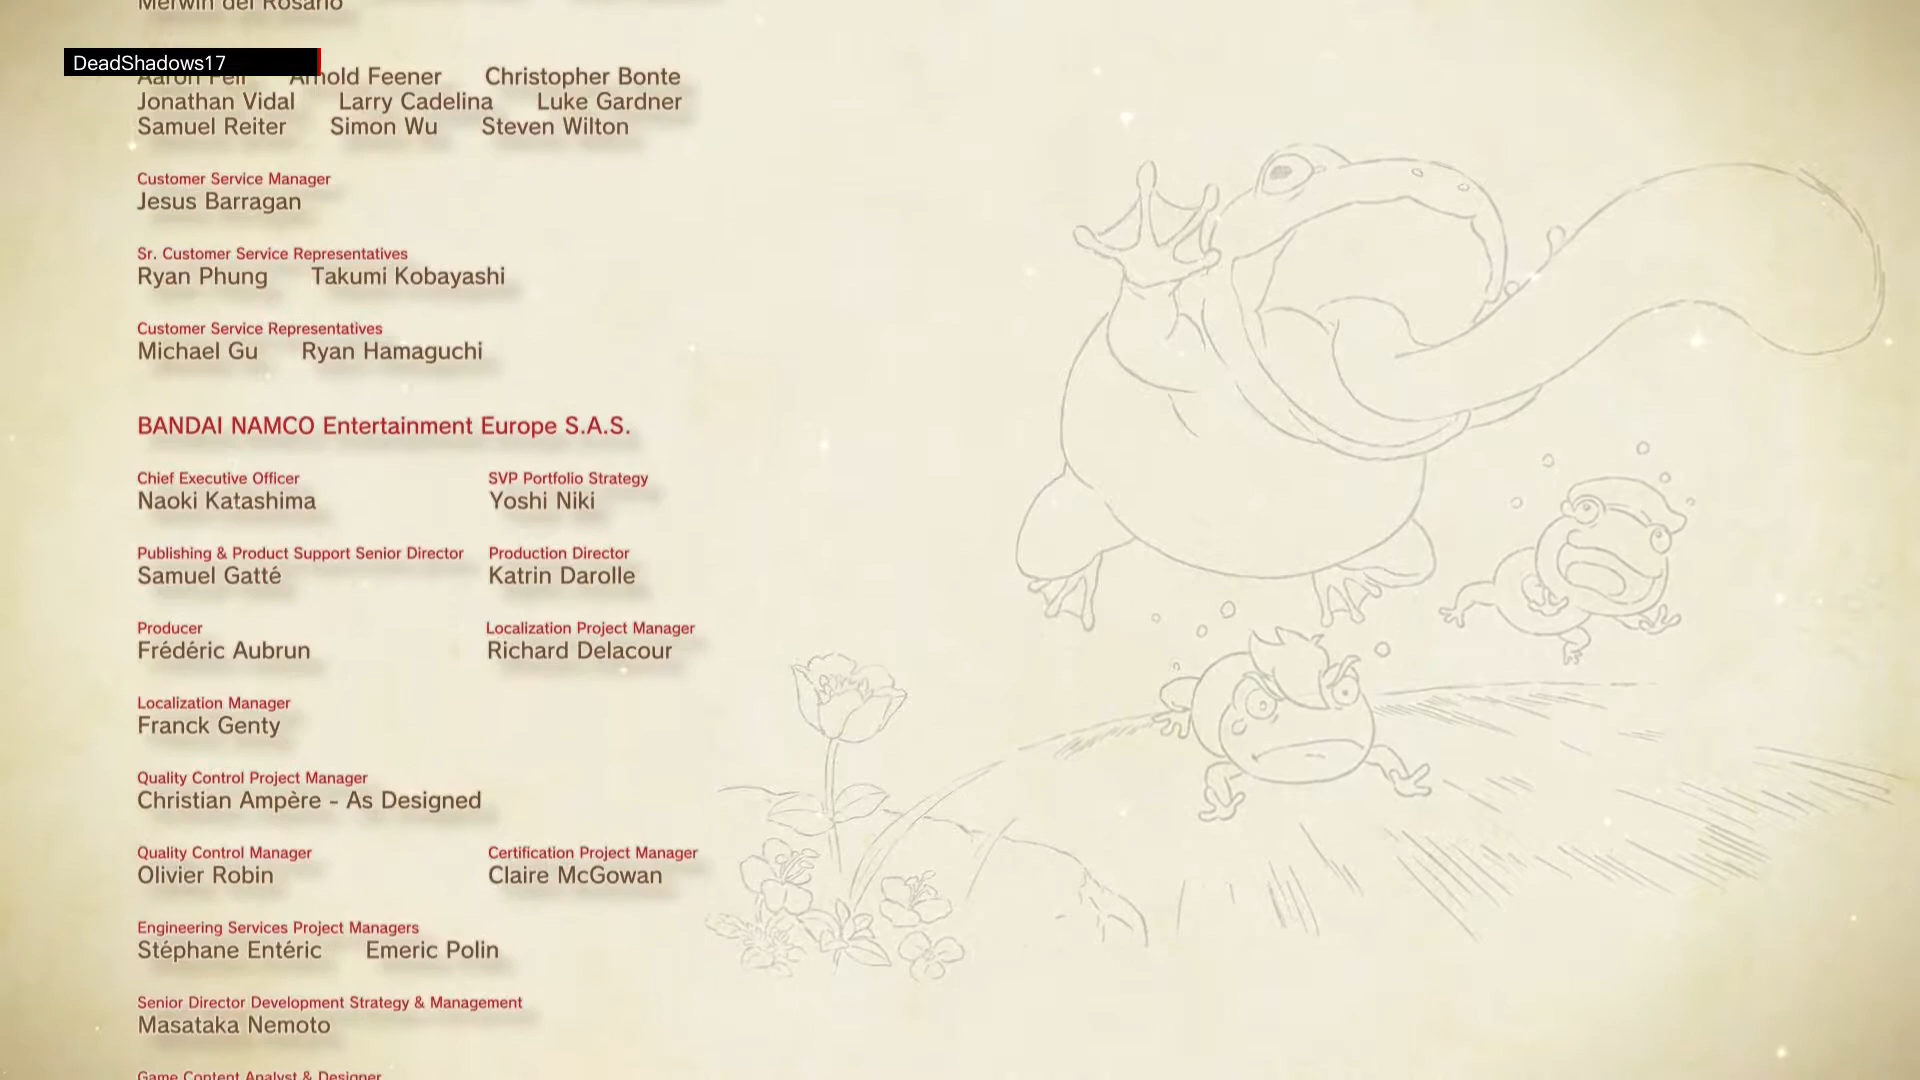 Merwin del Rosario
DeadShadows17
Aaron Fell Arnold Feener Christopher Bonte
Jonathan Vidal Larry Cadelina Luke Gardner
Samuel Reiter Simon Wu Steven Wilton
Customer Service Manager
Jesus Barragan
Sr. Customer Service Representatives
Ryan Phung Takumi Kobayashi
Customer Service Representatives
Michael Gu Ryan Hamaguchi
BANDAI NAMCO Entertainment Europe S.A.S.
Chief Executive Officer SVP Portfolio Strategy
Naoki Katashima Yoshi Niki
Publishing & Product Support Senior Director Production Director
Samuel Gatté Katrin Darolle
Producer Localization Project Manager
Frédéric Aubrun Richard Delacour
Localization Manager
Franck Genty
Quality Control Project Manager
Christian Ampère - As Designed
Quality Control Manager Certification Project Manager
Olivier Robin Claire McGowan
Engineering Services Project Managers
Stéphane Entéric Emeric Polin
Senior Director Development Strategy & Management
Masataka Nemoto
Game Content Analyst & Designer